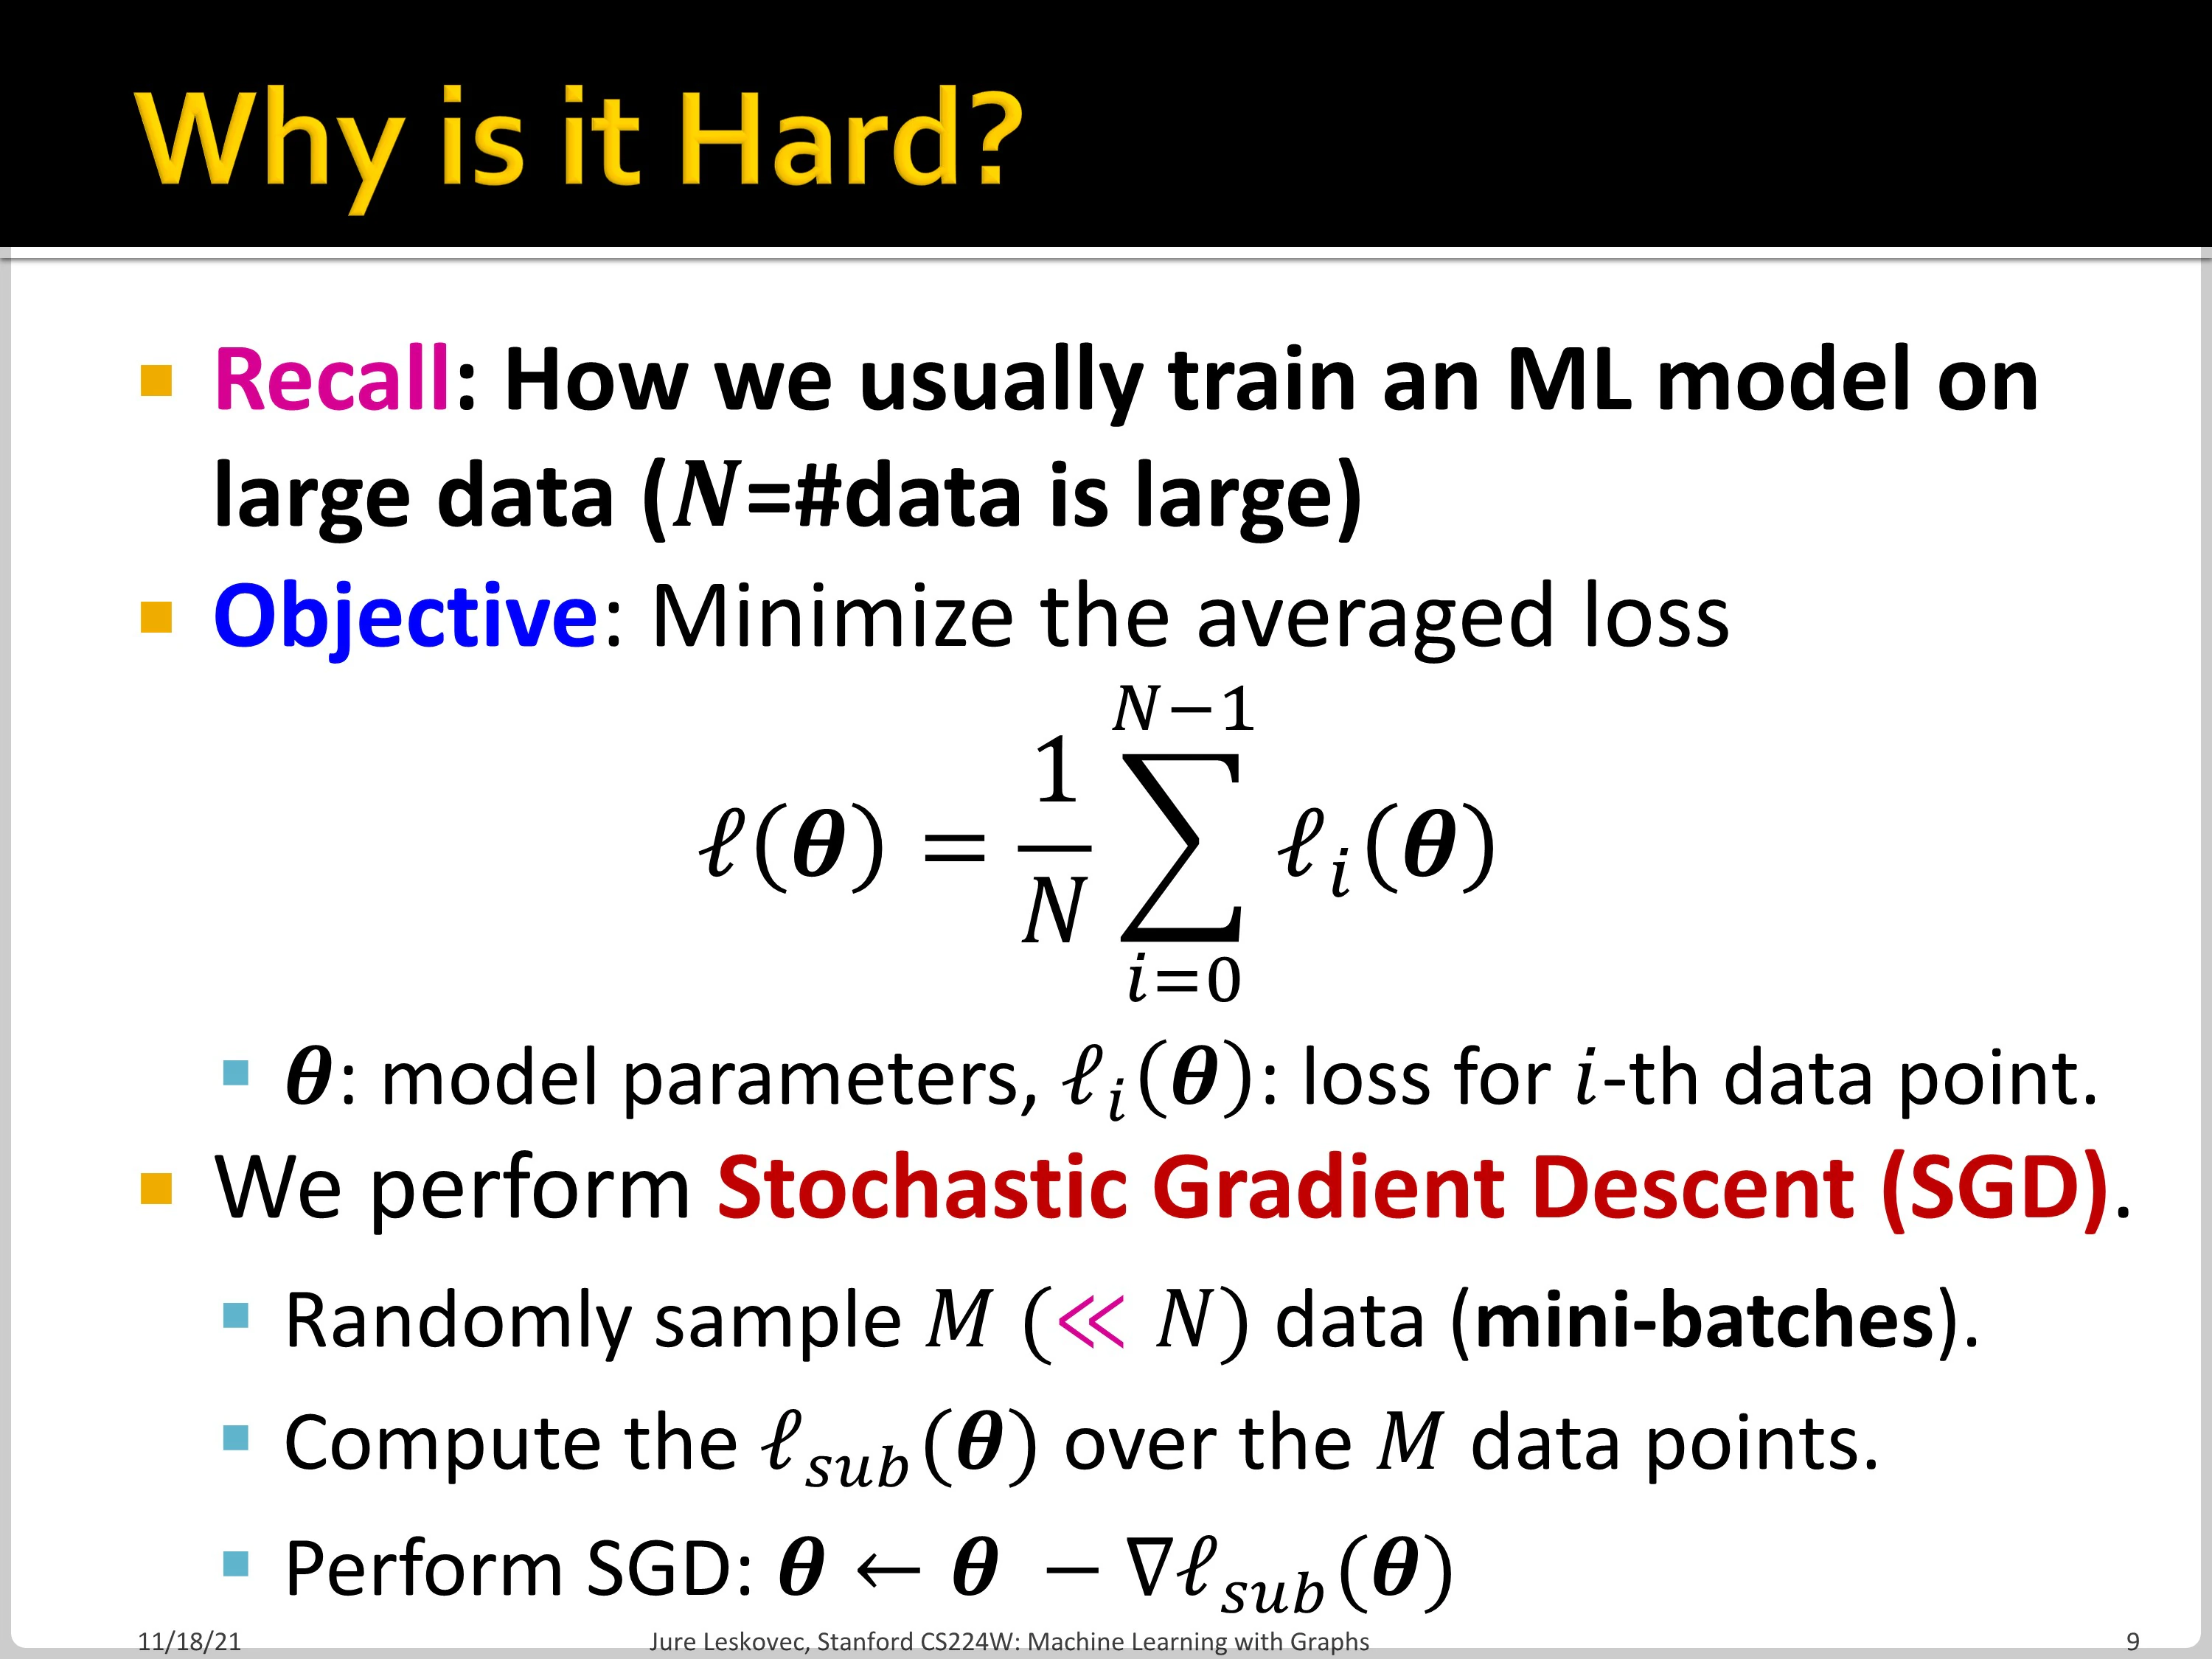 Why is it Hard?
Recall: How we usually train an ML model on
large data (N=#data is large)
Objective: Minimize the averaged loss
ℓ(θ) = 1/N ∑_{i=0}^{N−1} ℓ_i(θ)
θ: model parameters, ℓ_i(θ): loss for i-th data point.
We perform Stochastic Gradient Descent (SGD).
Randomly sample M (≪ N) data (mini-batches).
Compute the ℓ_sub(θ) over the M data points.
Perform SGD: θ ← θ − ∇ℓ_sub(θ)
11/18/21 Jure Leskovec, Stanford CS224W: Machine Learning with Graphs 9